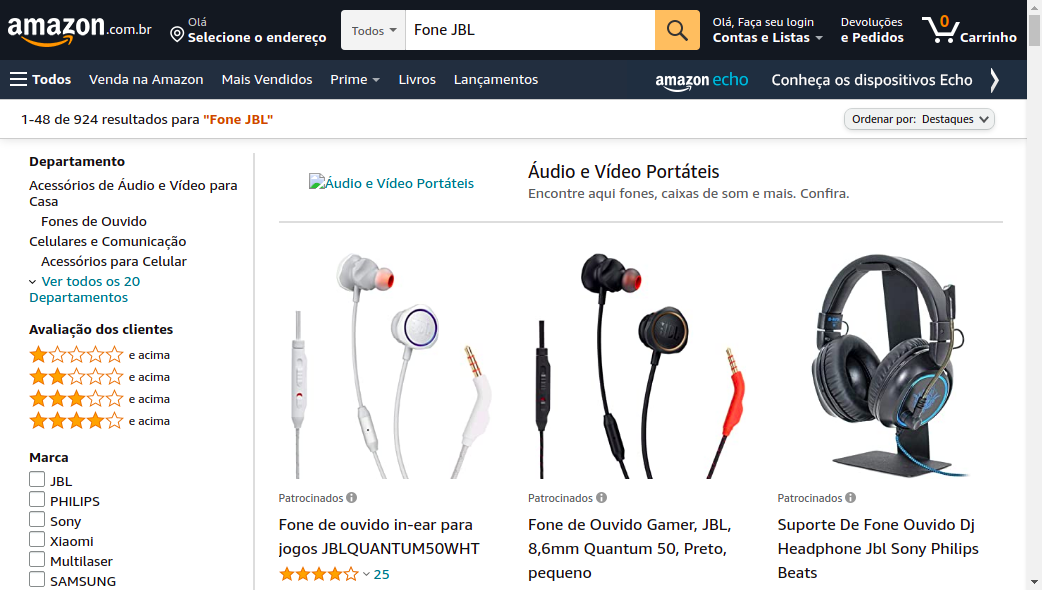 amazon.com.br
Olá
Selecione o endereço
Todos
Fone JBL
Olá, Faça seu login
Contas e Listas
Devoluções
e Pedidos
0
Carrinho
Todos
Venda na Amazon
Mais Vendidos
Prime
Livros
Lançamentos
amazon echo
Conheça os dispositivos Echo
1-48 de 924 resultados para "Fone JBL"
Ordenar por: Destaques
Departamento
Acessórios de Áudio e Vídeo para
Casa
Fones de Ouvido
Celulares e Comunicação
Acessórios para Celular
Ver todos os 20
Departamentos
Avaliação dos clientes
e acima
e acima
e acima
e acima
Marca
JBL
PHILIPS
Sony
Xiaomi
Multilaser
SAMSUNG
Áudio e Vídeo Portáteis
Áudio e Vídeo Portáteis
Encontre aqui fones, caixas de som e mais. Confira.
Patrocinados
Fone de ouvido in-ear para
jogos JBLQUANTUM50WHT
25
Patrocinados
Fone de Ouvido Gamer, JBL,
8,6mm Quantum 50, Preto,
pequeno
Patrocinados
Suporte De Fone Ouvido Dj
Headphone Jbl Sony Philips
Beats